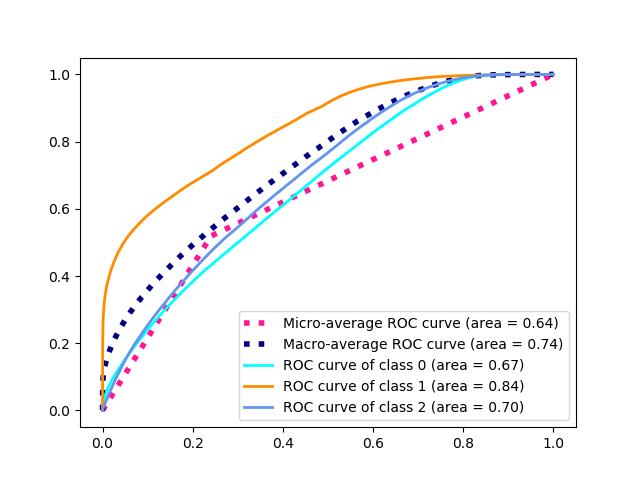 1.0
0.8
0.6
0.4
0.2
0.0
Micro-average ROC curve (area = 0.64)
Macro-average ROC curve (area = 0.74)
ROC curve of class 0 (area = 0.67)
ROC curve of class 1 (area = 0.84)
ROC curve of class 2 (area = 0.70)
0.0 0.2 0.4 0.6 0.8 1.0